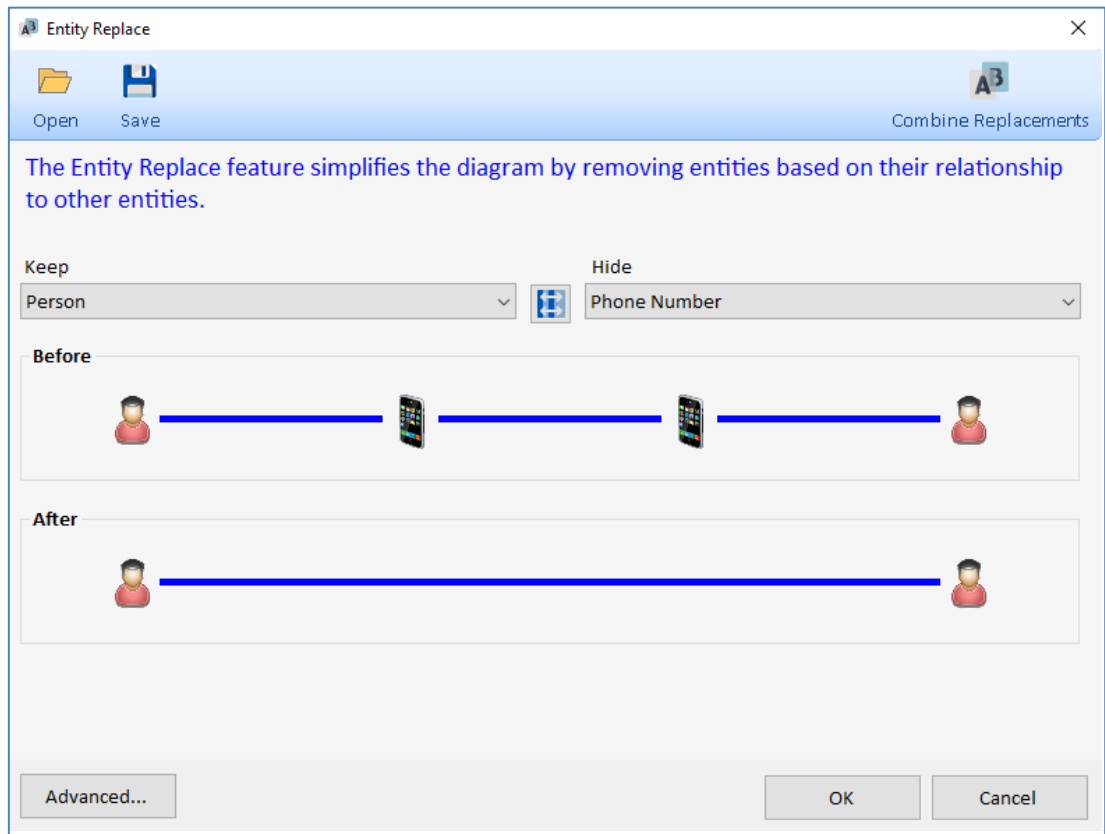 Entity Replace
Open Save Combine Replacements
The Entity Replace feature simplifies the diagram by removing entities based on their relationship
to other entities.
Keep Hide
Person Phone Number
Before
After
Advanced... OK Cancel